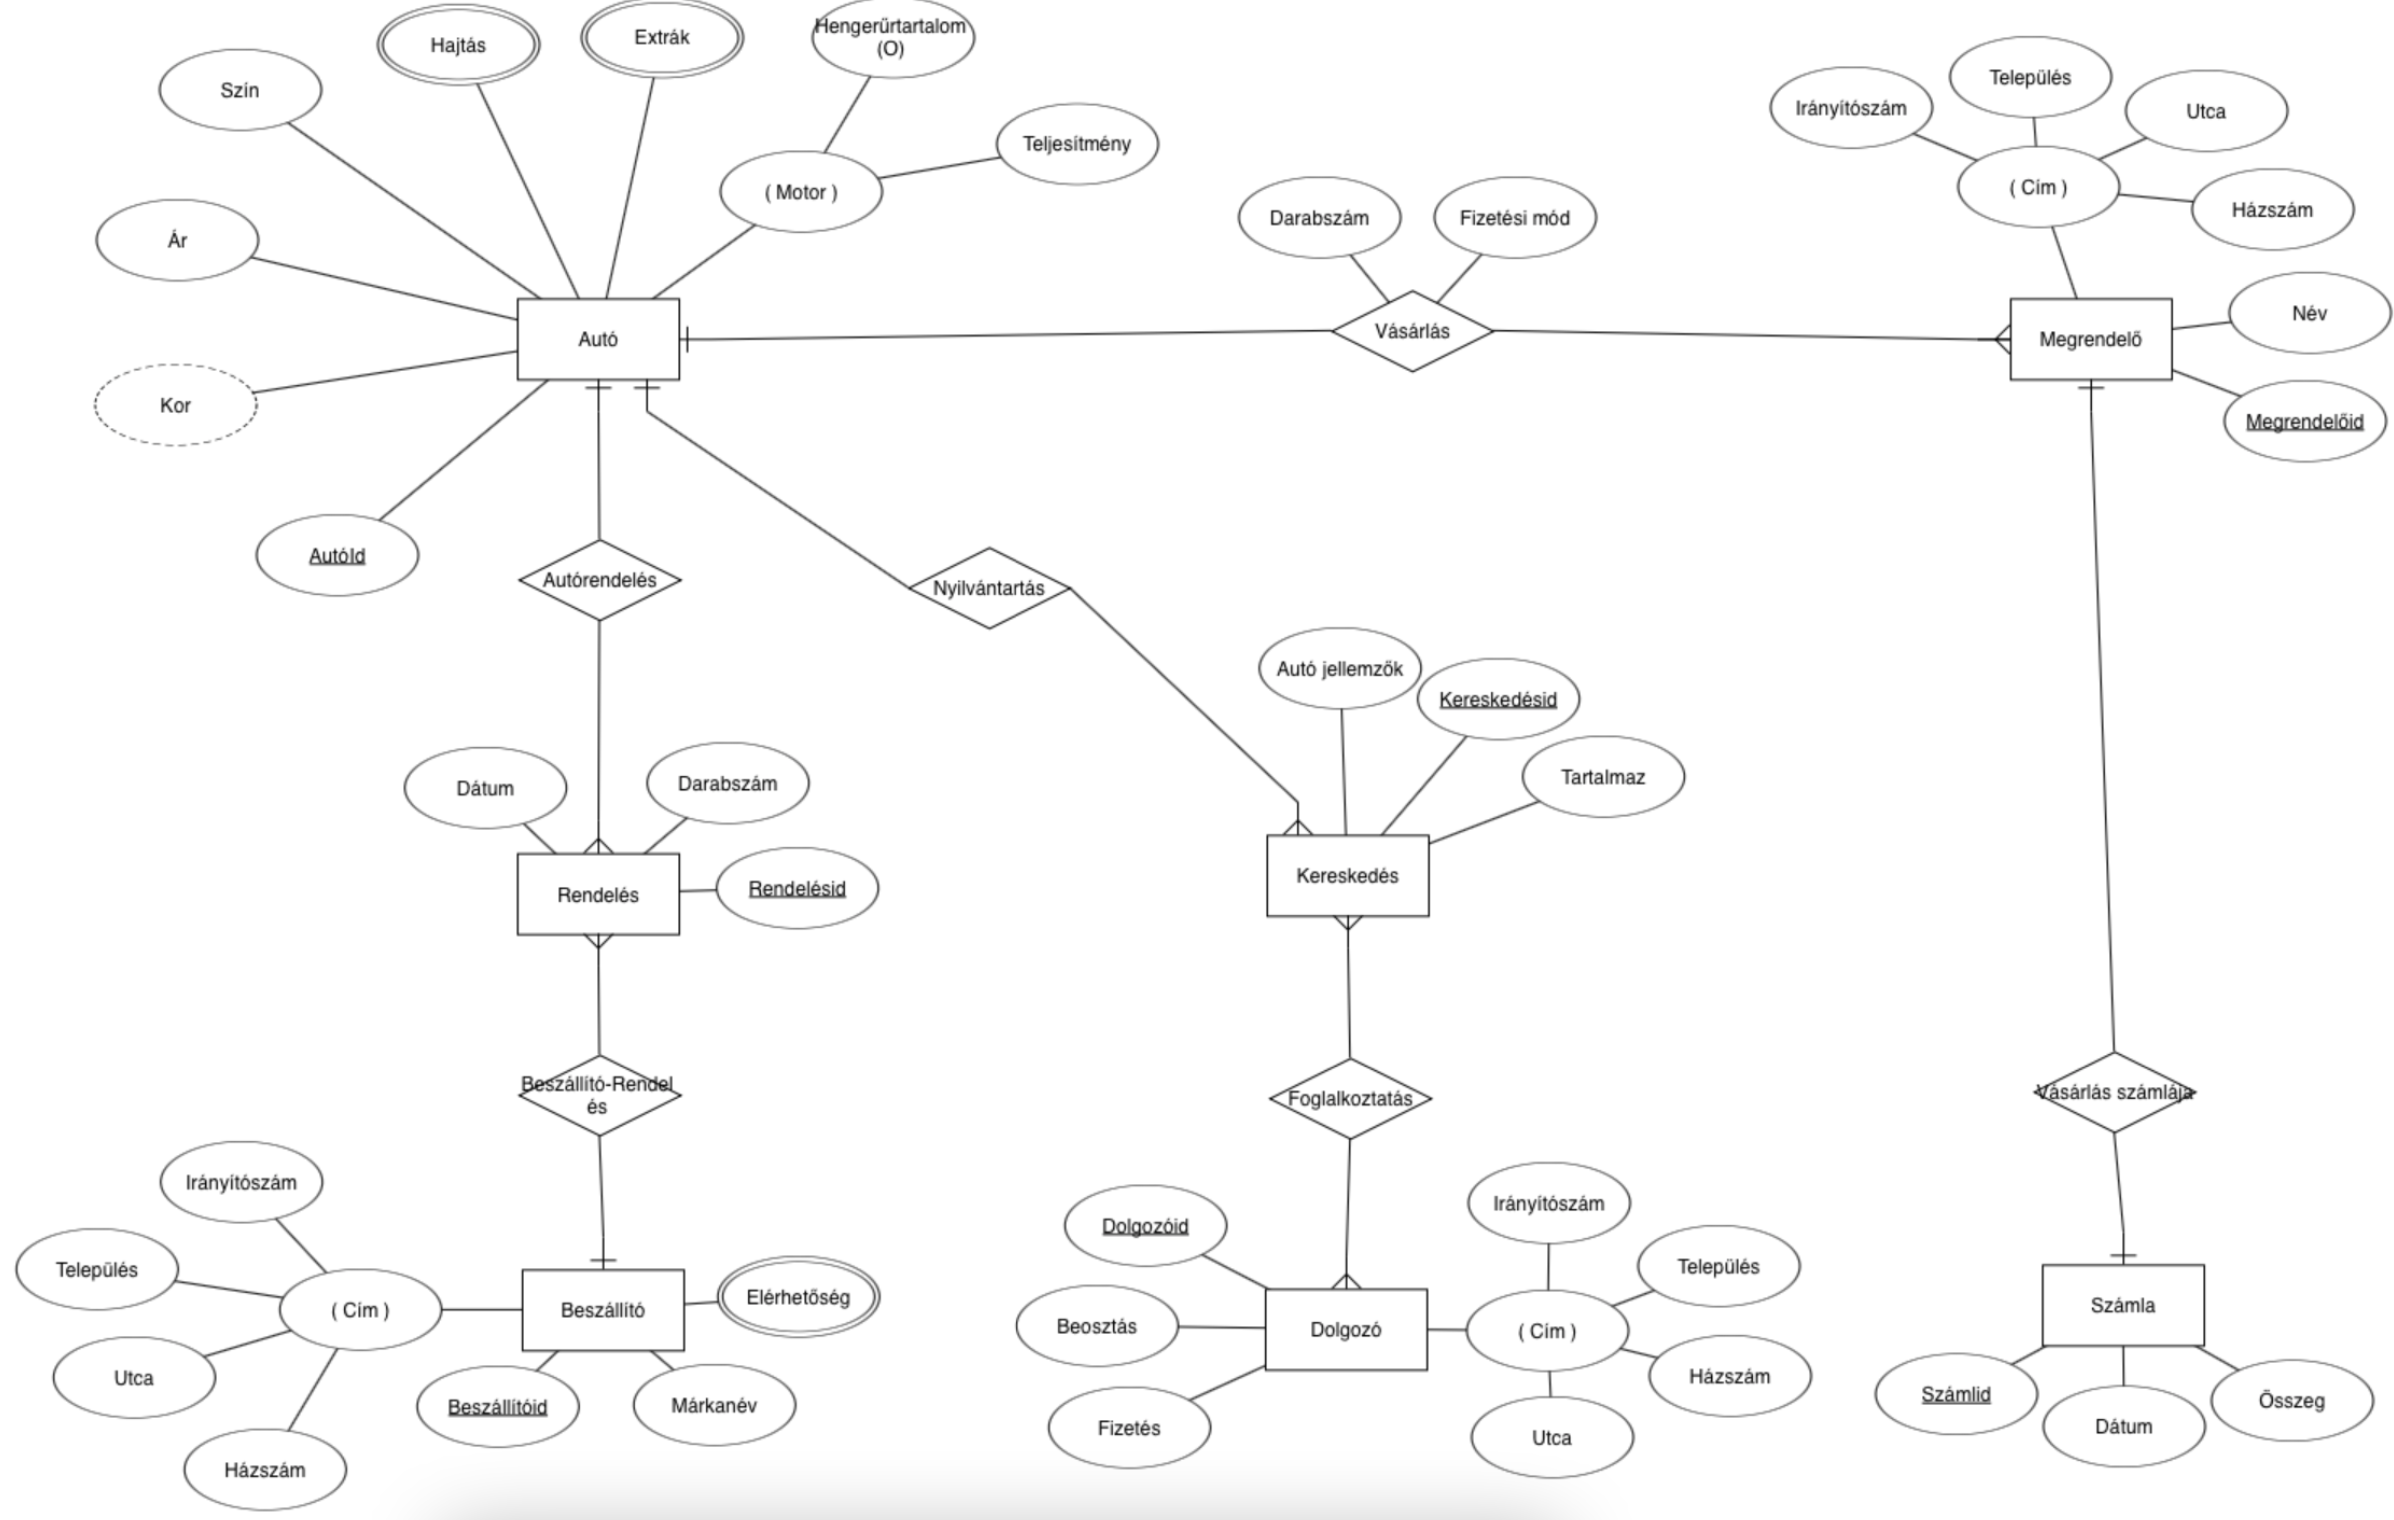 Hengerűrtartalom
(O)
Hajtás
Extrák
Szín
Teljesítmény
( Motor )
Ár
Autó
Kor
AutóId
Darabszám
Fizetési mód
Vásárlás
Irányítószám
Település
Utca
( Cím )
Házszám
Név
Megrendelő
Megrendelőid
Autórendelés
Nyilvántartás
Autó jellemzők
Kereskedésid
Tartalmaz
Kereskedés
Dátum
Darabszám
Rendelés
Rendelésid
Beszállító-Rendel
és
Foglalkoztatás
Vásárlás számlája
Irányítószám
Település
( Cím )
Utca
Házszám
Beszállító
Elérhetőség
Beszállítóid
Márkanév
Dolgozóid
Beosztás
Fizetés
Dolgozó
Irányítószám
Település
( Cím )
Házszám
Utca
Számla
Számlid
Dátum
Összeg